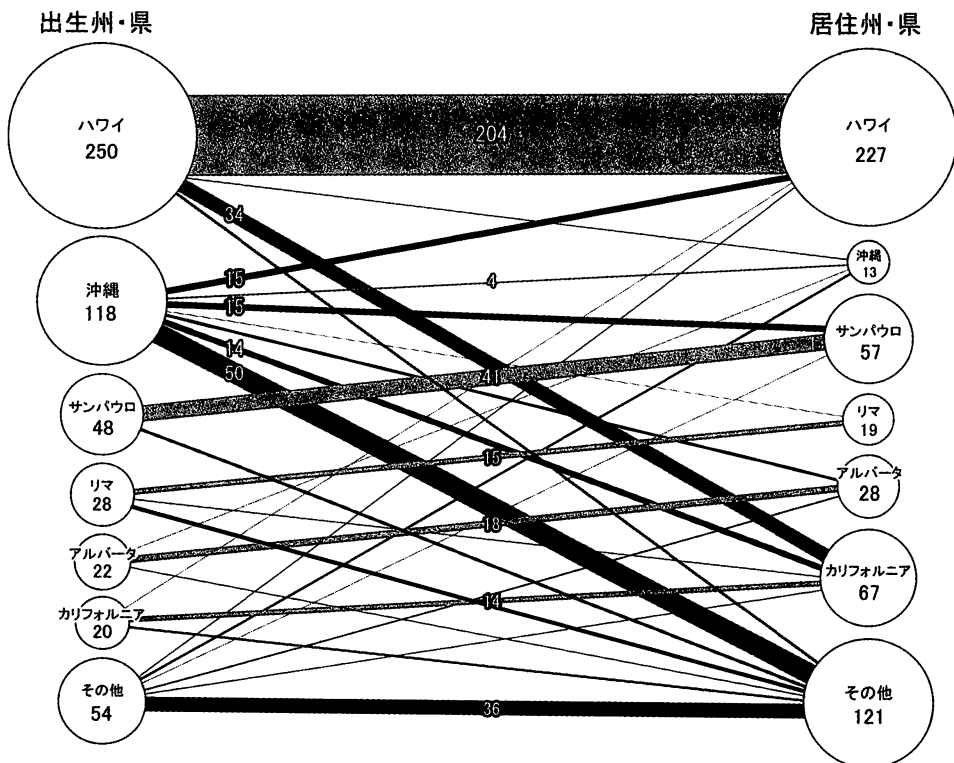 出生州・県
居住州・県
ハワイ
250
204
ハワイ
227
34
沖縄
118
15
4
沖縄
13
15
14
50
サンパウロ
57
サンパウロ
48
41
リマ
19
リマ
28
15
アルバータ
28
アルバータ
22
18
カリフォルニア
67
カリフォルニア
20
14
その他
54
36
その他
121